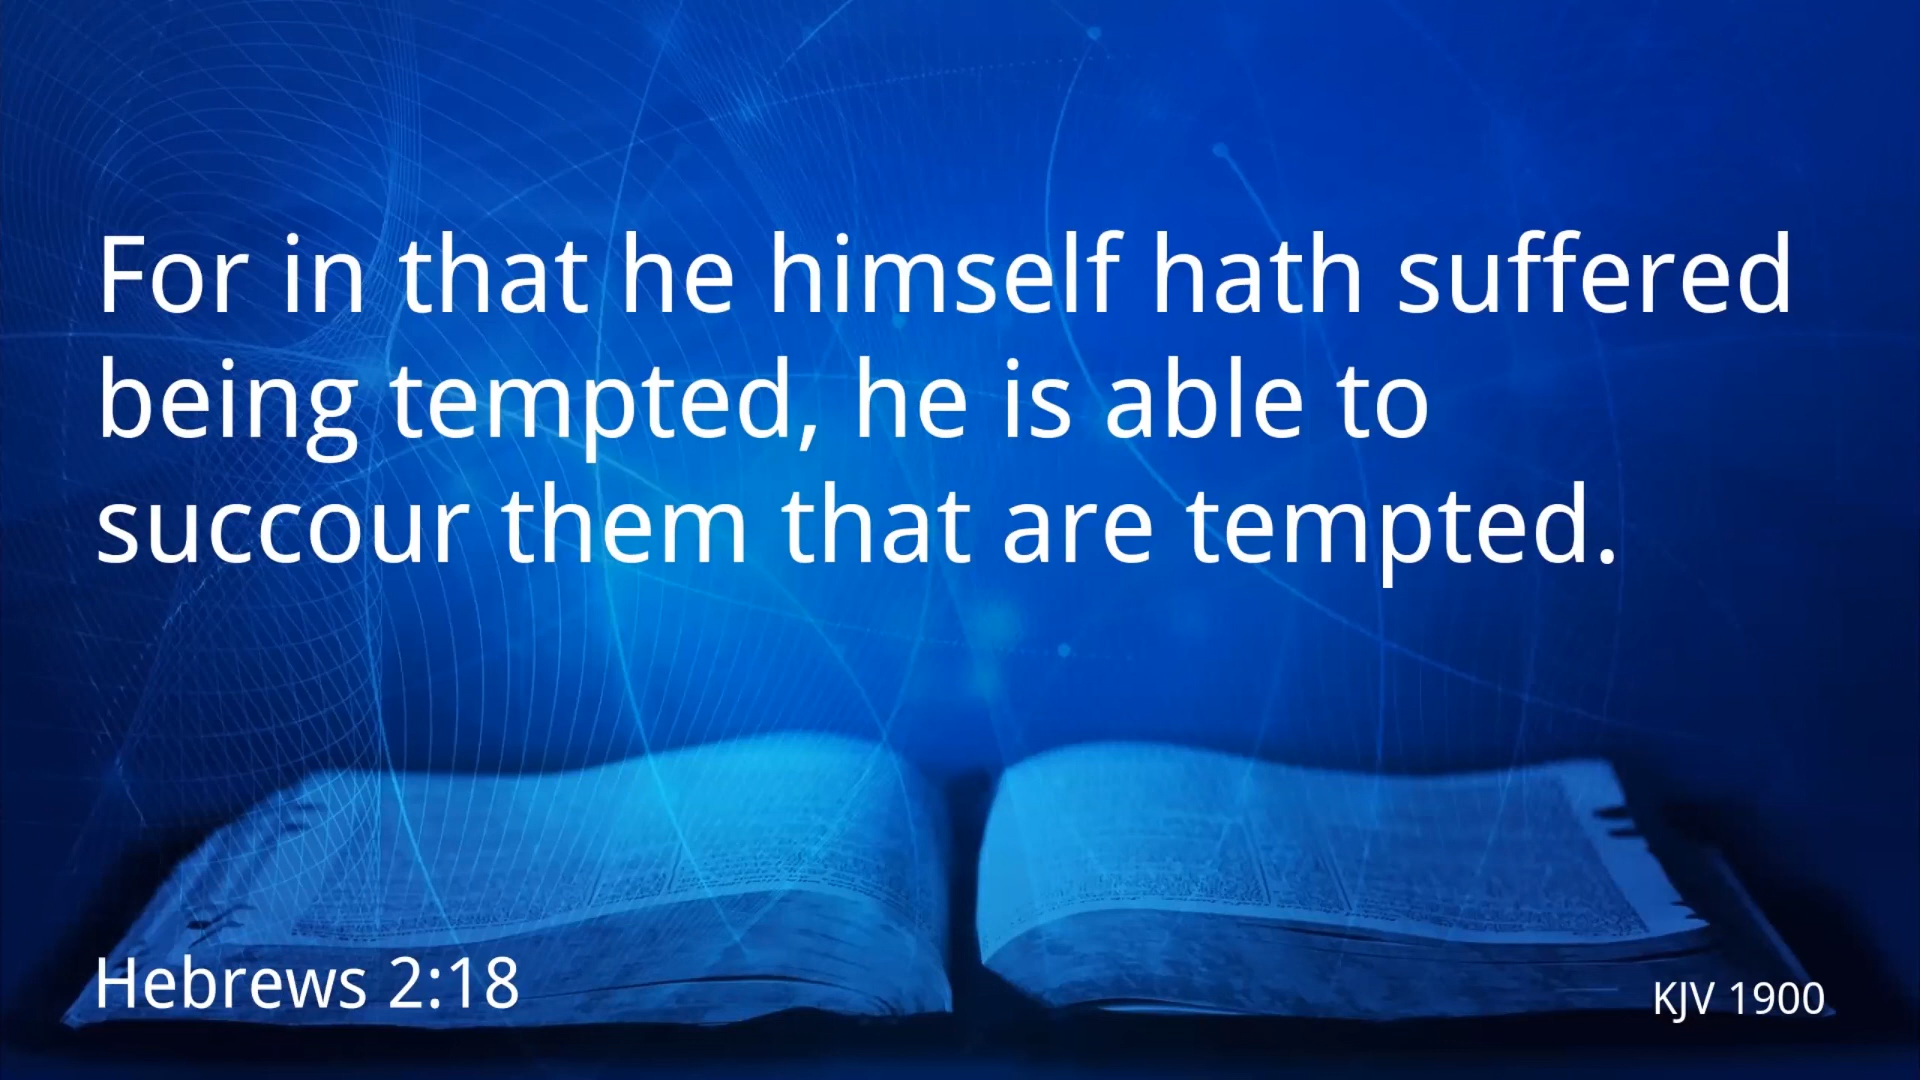 For in that he himself hath suffered
being tempted, he is able to
succour them that are tempted.
Hebrews 2:18
KJV 1900